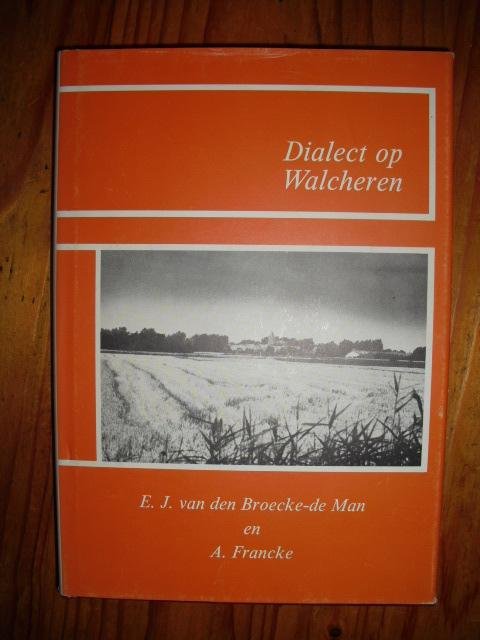 Dialect op
Walcheren
E. J. van den Broecke-de Man
en
A. Francke